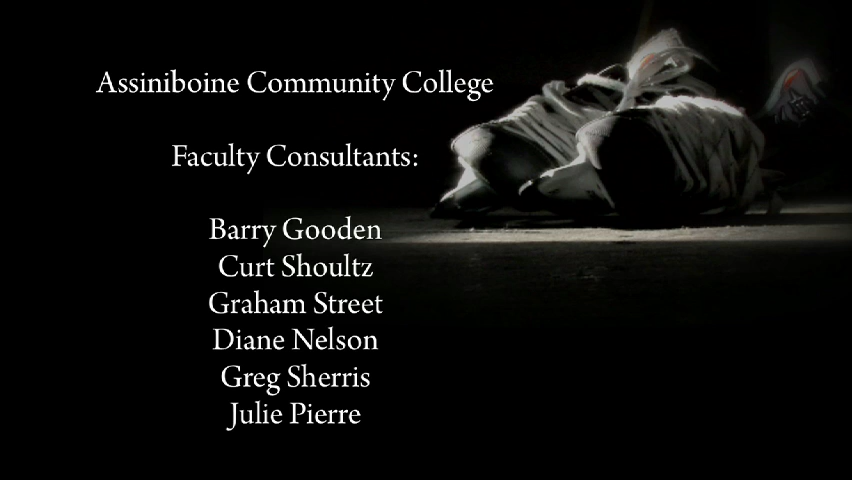 Assiniboine Community College
Faculty Consultants:
Barry Gooden
Curt Shoultz
Graham Street
Diane Nelson
Greg Sherris
Julie Pierre